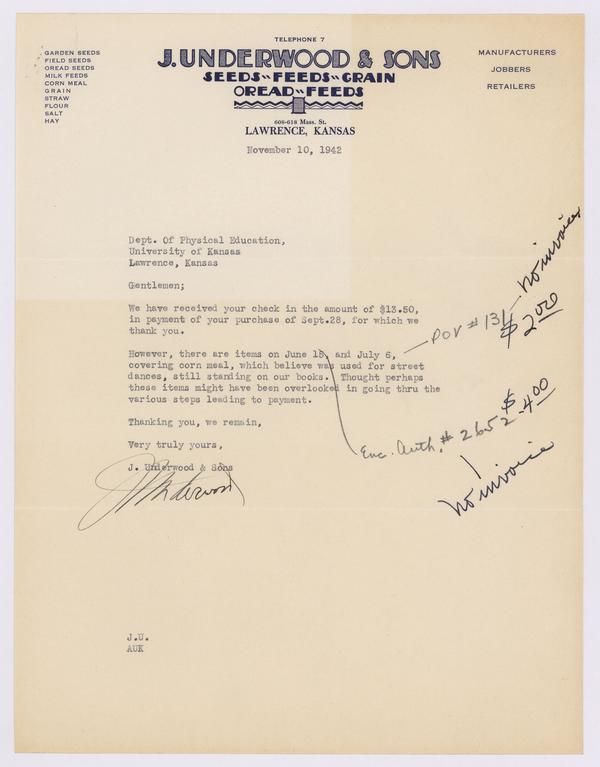 TELEPHONE 7
J. UNDERWOOD & SONS
SEEDS~FEEDS~GRAIN
OREAD~FEEDS
608-618 Mass. St.
LAWRENCE, KANSAS
GARDEN SEEDS
FIELD SEEDS
OREAD SEEDS
MILK FEEDS
CORN MEAL
GRAIN
STRAW
FLOUR
SALT
HAY
MANUFACTURERS
JOBBERS
RETAILERS
November 10, 1942
Dept. Of Physical Education,
University of Kansas
Lawrence, Kansas
Gentlemen;
We have received your check in the amount of $13.50,
in payment of your purchase of Sept.28, for which we
thank you.
However, there are items on June 18, and July 6,
covering corn meal, which believe was used for street
dances, still standing on our books. Thought perhaps
these items might have been overlooked in going thru the
various steps leading to payment.
Thanking you, we remain,
Very truly yours,
J. Underwood & Sons
J Underwood
J.U.
AUK
DOV # 131 - No invoice
$2.00
Enc. Auth. # 2652 - $4.00
No invoice